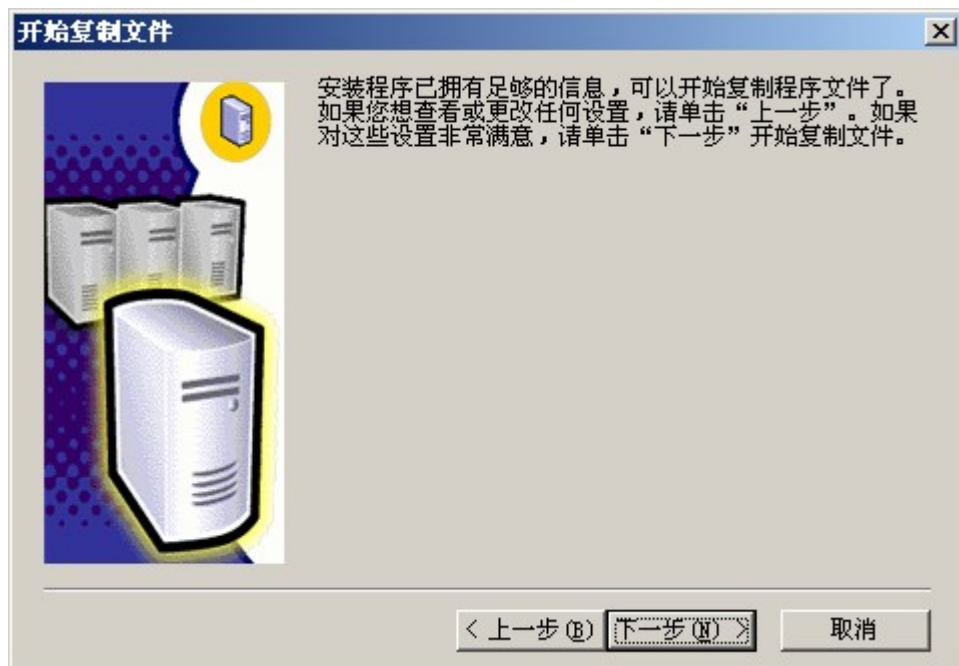 开始复制文件
安装程序已拥有足够的信息，可以开始复制程序文件了。
如果您想查看或更改任何设置，请单击“上一步”。如果
对这些设置非常满意，请单击“下一步”开始复制文件。
< 上一步(B)
下一步(N) >
取消